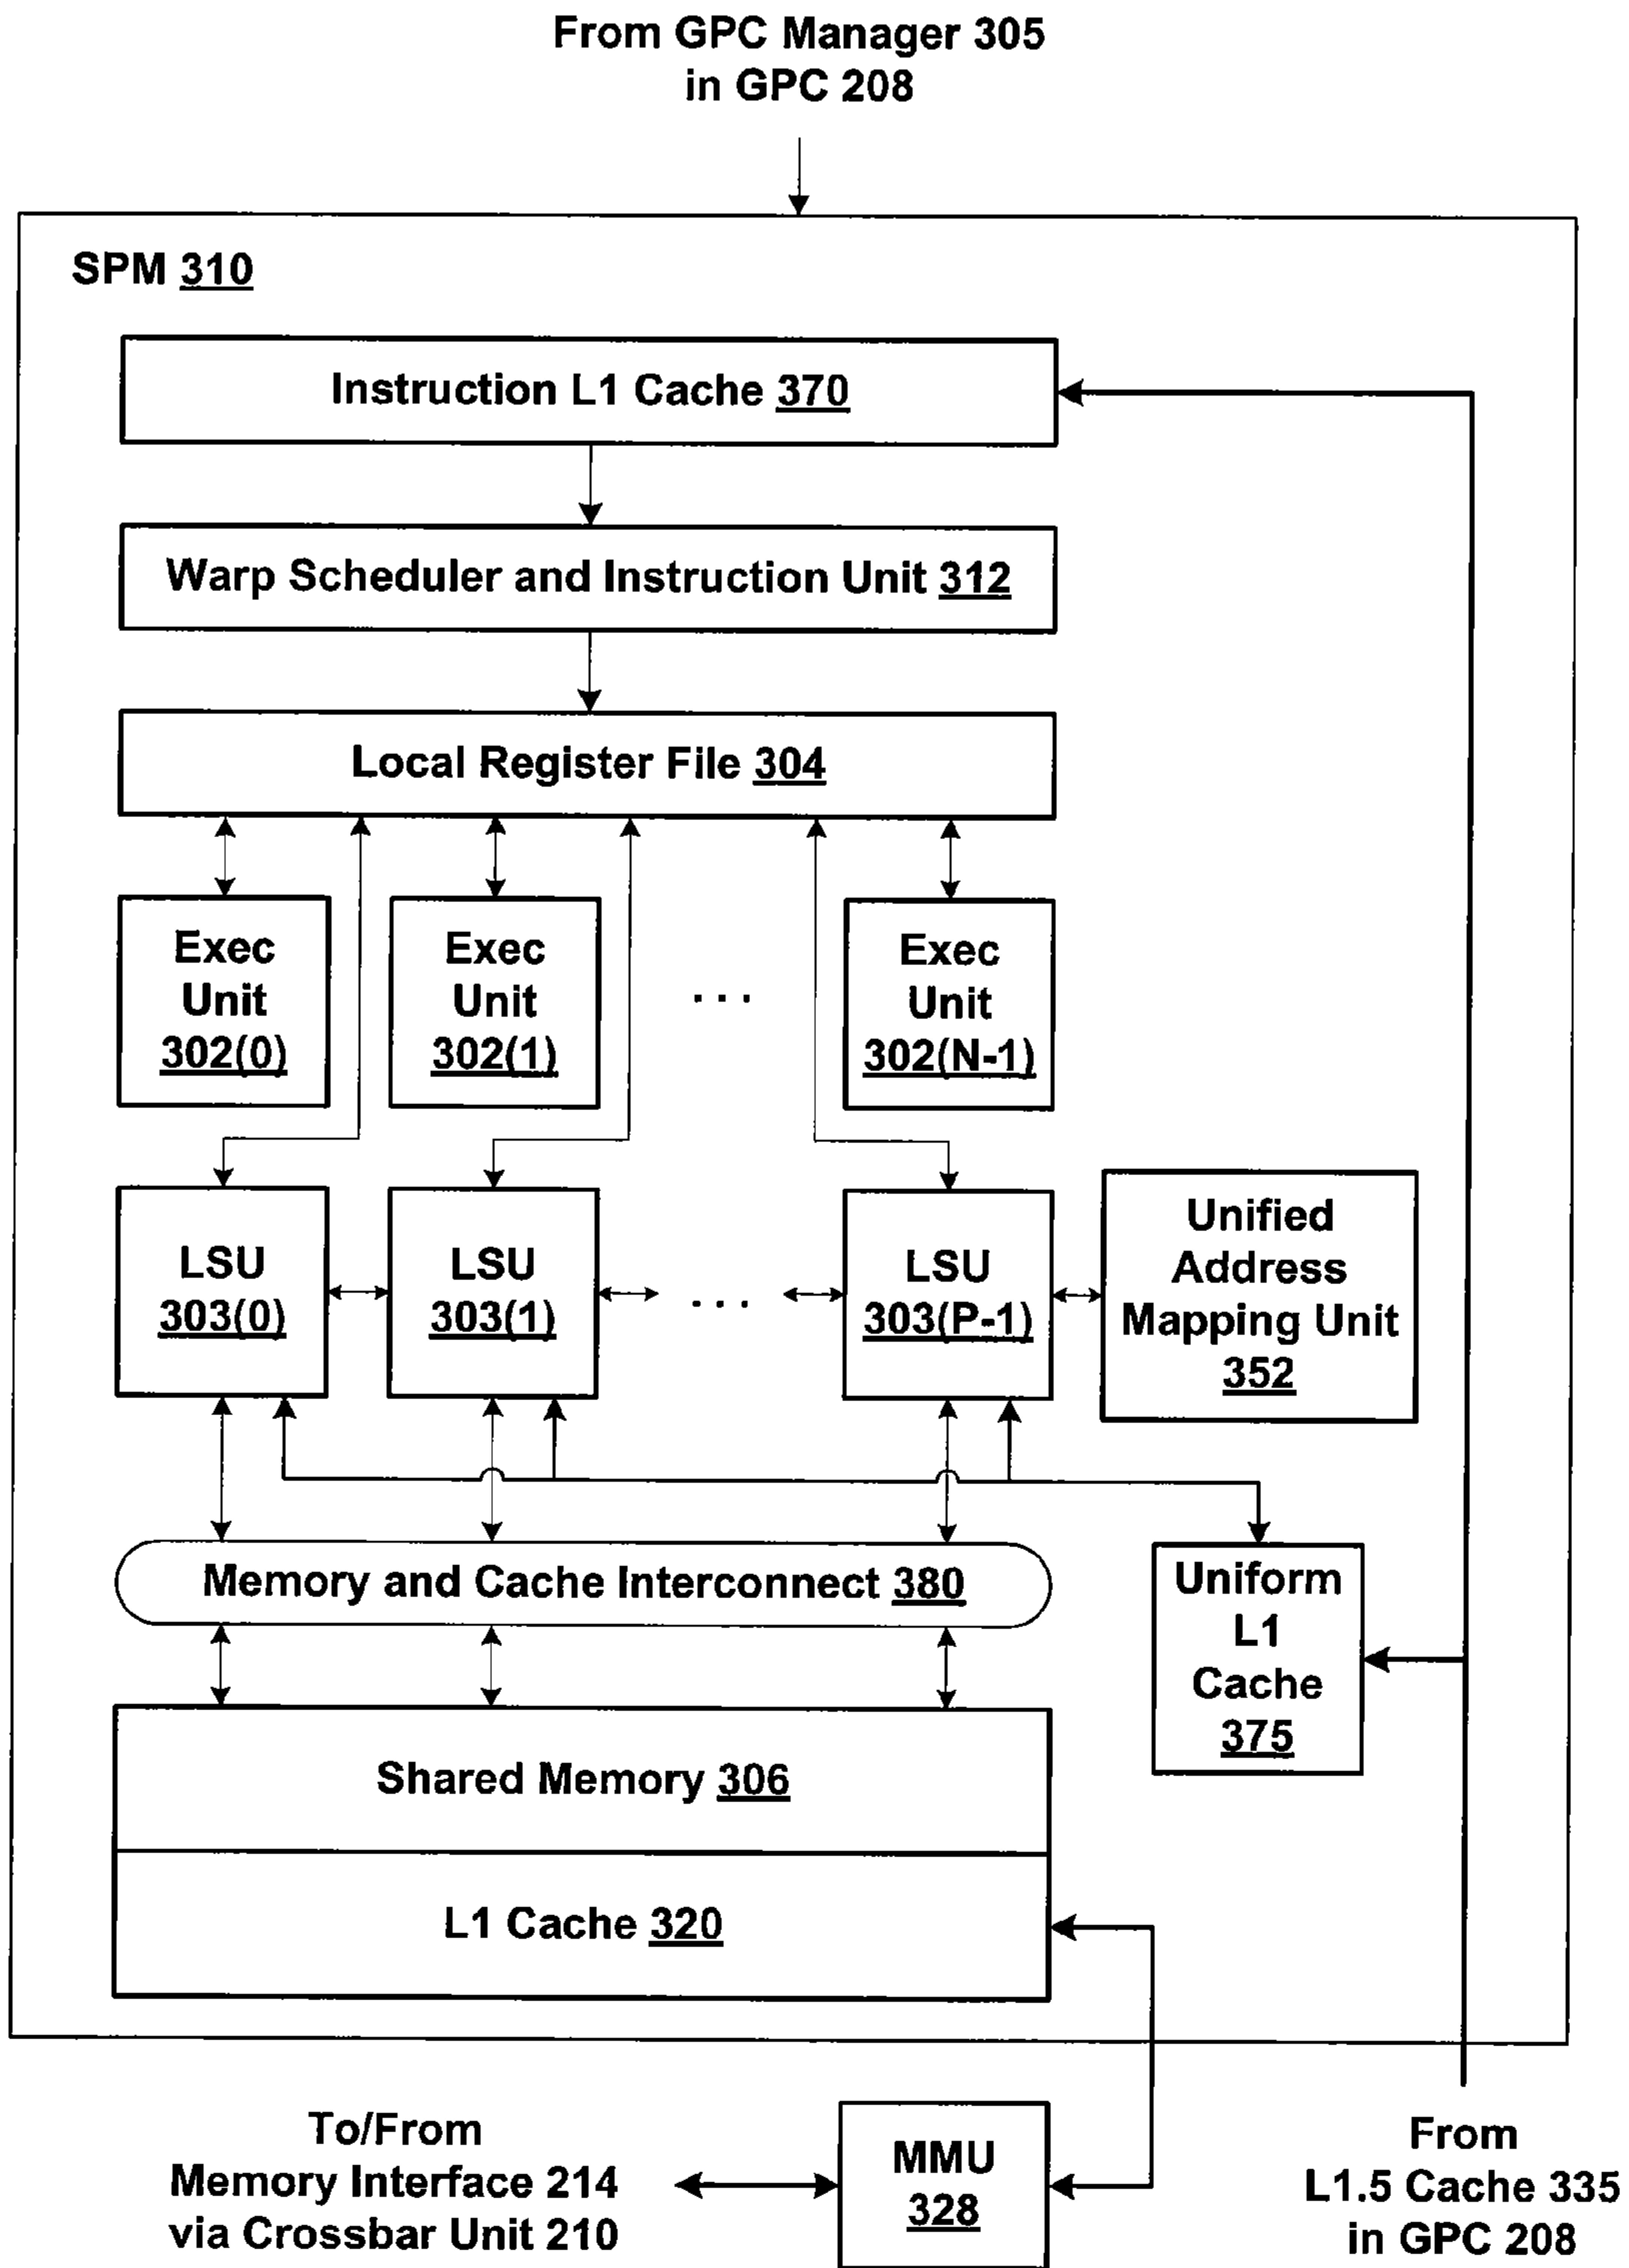 From GPC Manager 305
in GPC 208
SPM 310
Instruction L1 Cache 370
Warp Scheduler and Instruction Unit 312
Local Register File 304
Exec
Unit
302(0)
Exec
Unit
302(1)
. . .
Exec
Unit
302(N-1)
LSU
303(0)
LSU
303(1)
. . .
LSU
303(P-1)
Unified
Address
Mapping Unit
352
Memory and Cache Interconnect 380
Uniform
L1
Cache
375
Shared Memory 306
L1 Cache 320
To/From
Memory Interface 214
via Crossbar Unit 210
MMU
328
From
L1.5 Cache 335
in GPC 208